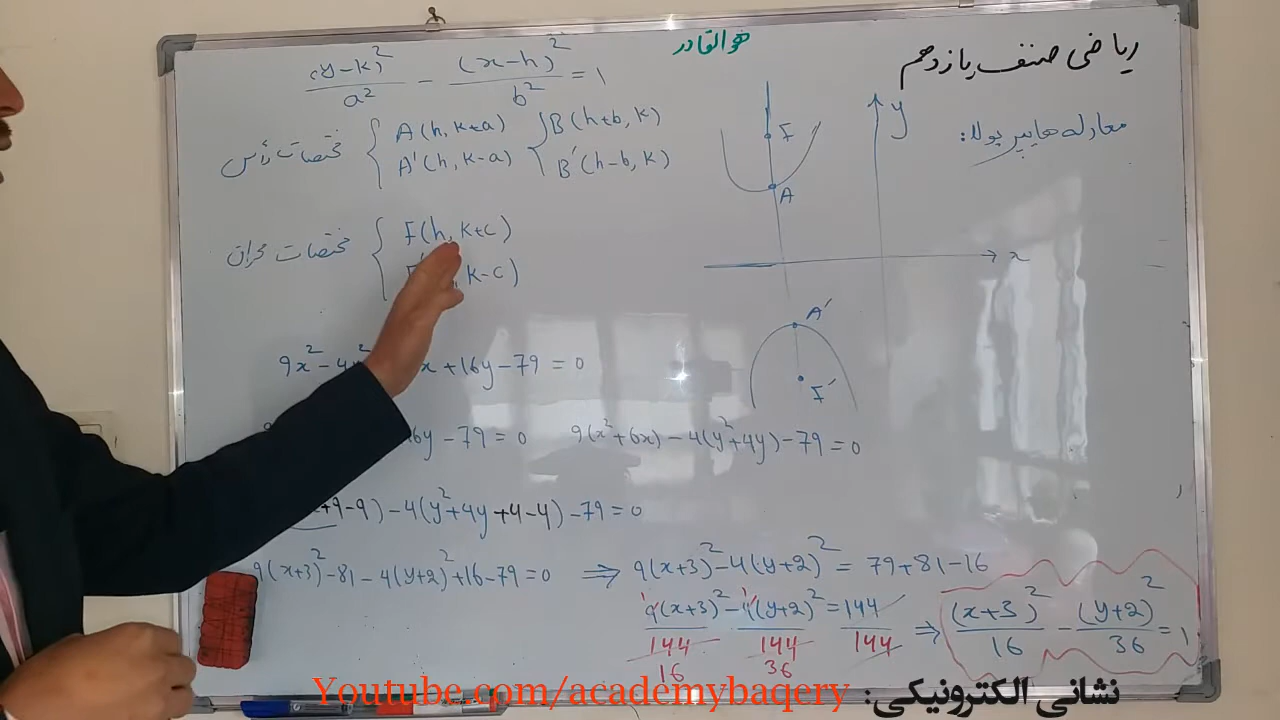 هوالقادر
ریاضی صنف یازدهم
معادله هایپربولا:
(y-k)²/a² - (x-h)²/b² = 1
مختصات رأس { A(h, k+a) { B(h+b, k)
A'(h, k-a) B'(h-b, k)
مختصات محراق { F(h, k+c)
, k-c)
y
x
F
A
A'
F'
9x² - 4y² x + 16y - 79 = 0
6y - 79 = 0 9(x²+6x) - 4(y²+4y) - 79 = 0
+9-9) - 4(y²+4y+4-4) - 79 = 0
9(x+3)² - 81 - 4(y+2)² + 16 - 79 = 0 ⇒ 9(x+3)² - 4(y+2)² = 79 + 81 - 16
9(x+3)²/144 - 4(y+2)²/144 = 144/144 ⇒ (x+3)²/16 - (y+2)²/36 = 1
16 36
نشانی الکترونیکی: Youtube.com/academybaqery